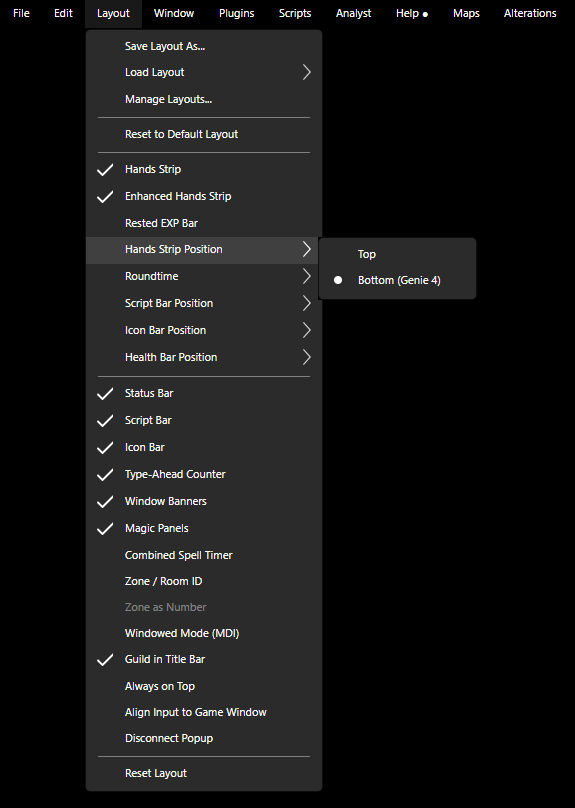 File Edit Layout Window Plugins Scripts Analyst Help Maps Alterations
Save Layout As...
Load Layout
Manage Layouts...
Reset to Default Layout
Hands Strip
Enhanced Hands Strip
Rested EXP Bar
Hands Strip Position
Top
Bottom (Genie 4)
Roundtime
Script Bar Position
Icon Bar Position
Health Bar Position
Status Bar
Script Bar
Icon Bar
Type-Ahead Counter
Window Banners
Magic Panels
Combined Spell Timer
Zone / Room ID
Zone as Number
Windowed Mode (MDI)
Guild in Title Bar
Always on Top
Align Input to Game Window
Disconnect Popup
Reset Layout